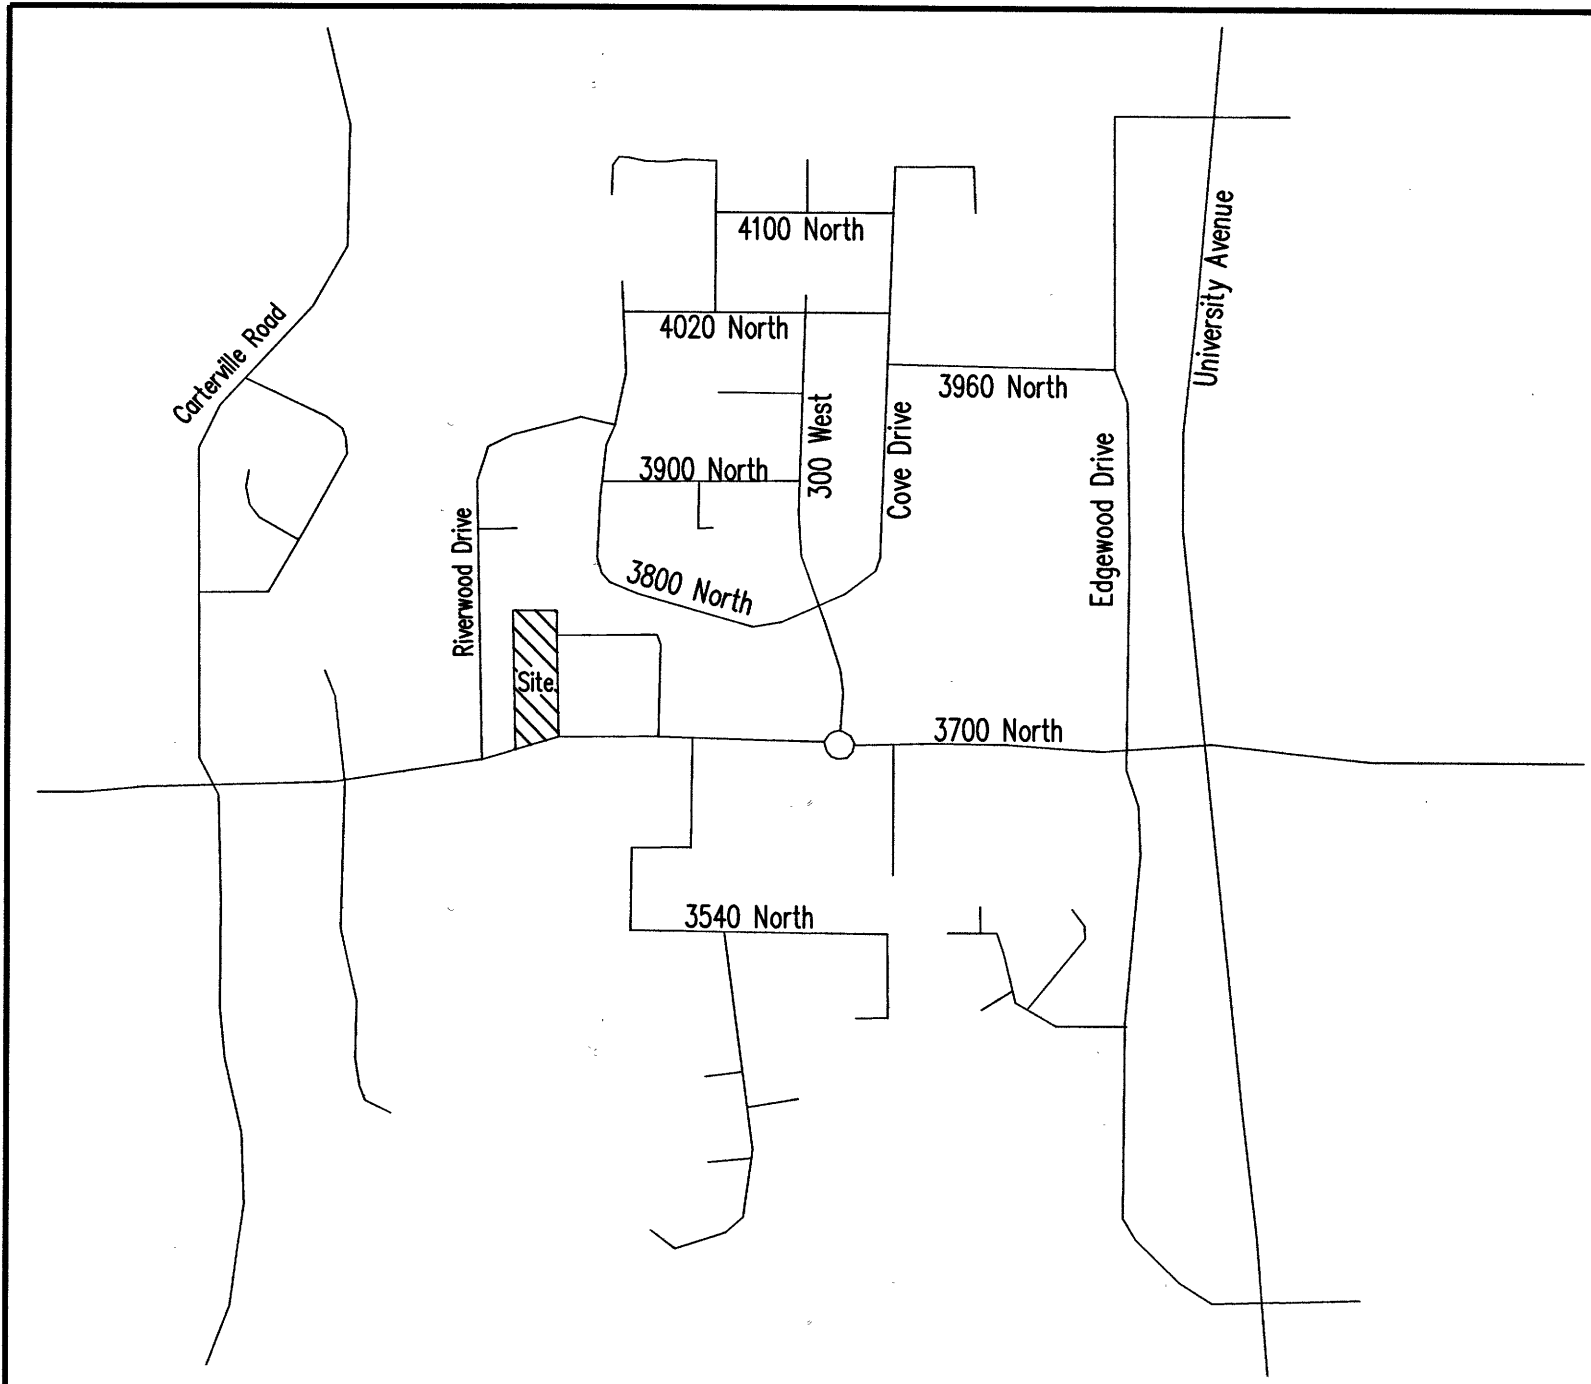 4100 North
University Avenue
Carterville Road
4020 North
3960 North
300 West
Cove Drive
3900 North
Edgewood Drive
Riverwood Drive
3800 North
Site
3700 North
3540 North